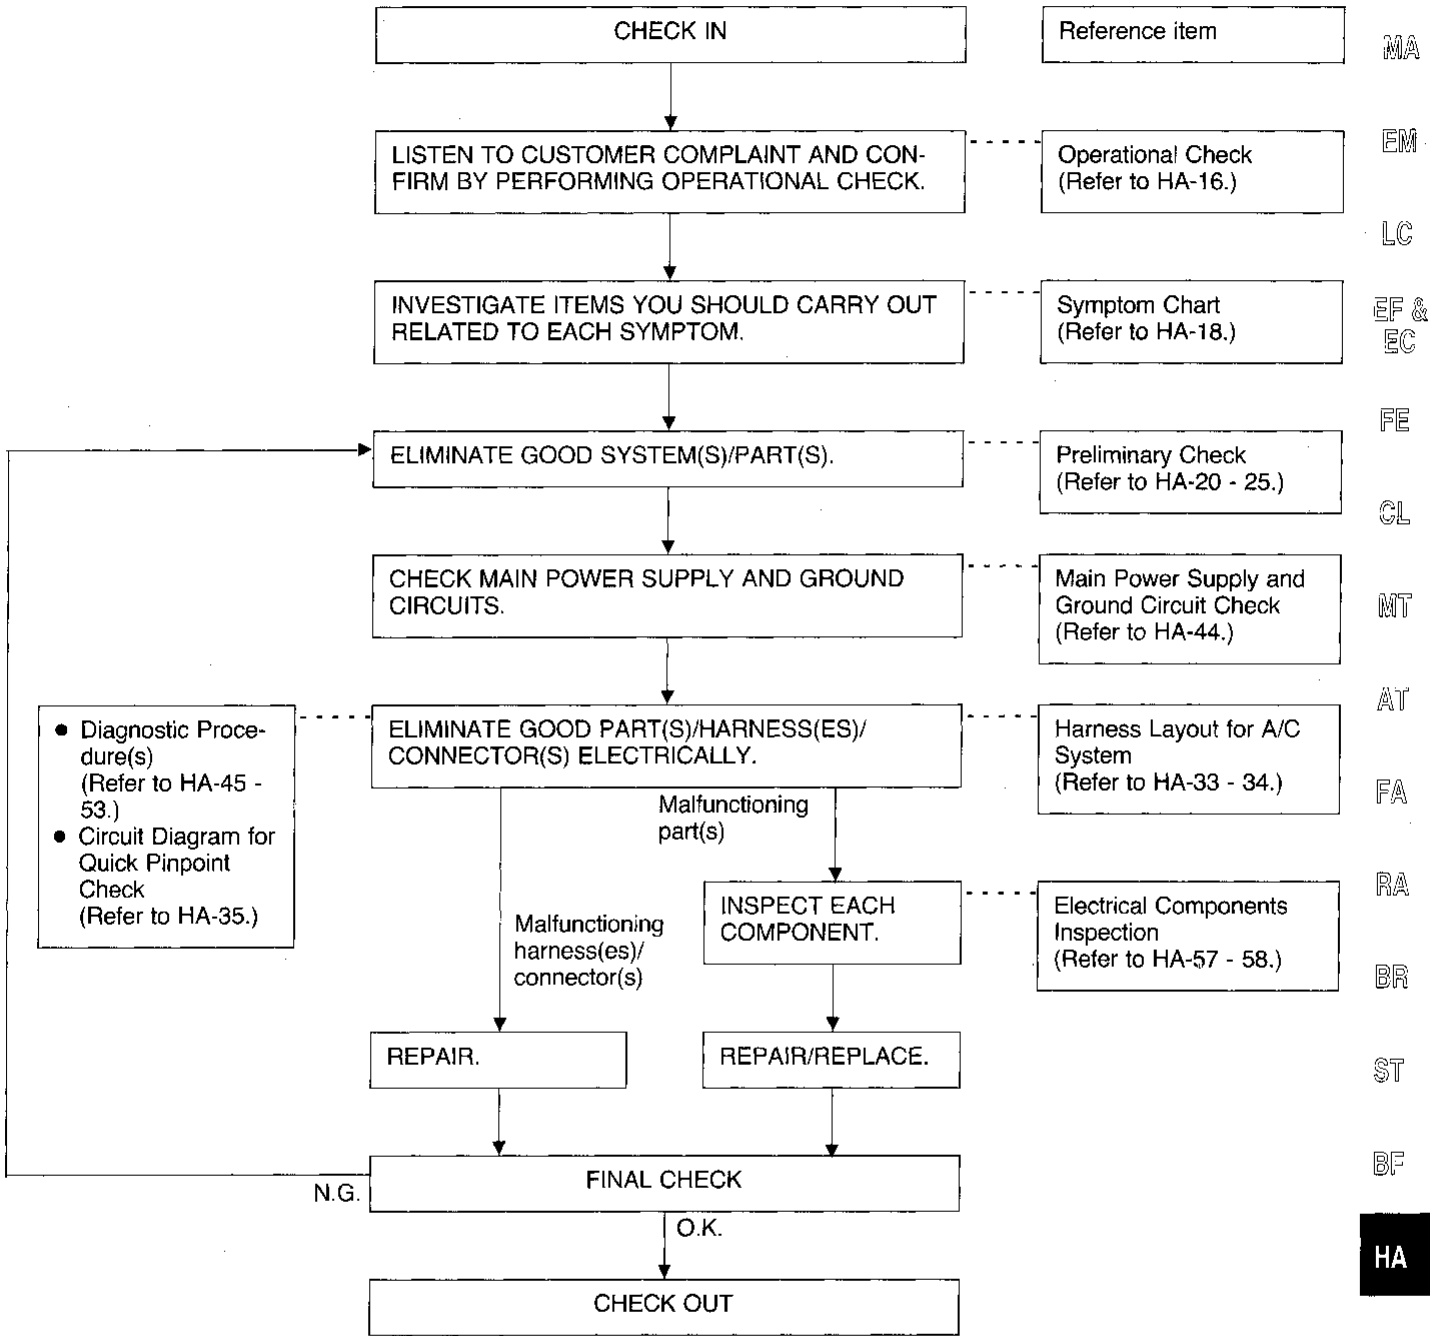 CHECK IN
Reference item
LISTEN TO CUSTOMER COMPLAINT AND CON-
FIRM BY PERFORMING OPERATIONAL CHECK.
Operational Check
(Refer to HA-16.)
INVESTIGATE ITEMS YOU SHOULD CARRY OUT
RELATED TO EACH SYMPTOM.
Symptom Chart
(Refer to HA-18.)
ELIMINATE GOOD SYSTEM(S)/PART(S).
Preliminary Check
(Refer to HA-20 - 25.)
CHECK MAIN POWER SUPPLY AND GROUND
CIRCUITS.
Main Power Supply and
Ground Circuit Check
(Refer to HA-44.)
● Diagnostic Proce-
dure(s)
(Refer to HA-45 -
53.)
● Circuit Diagram for
Quick Pinpoint
Check
(Refer to HA-35.)
ELIMINATE GOOD PART(S)/HARNESS(ES)/
CONNECTOR(S) ELECTRICALLY.
Harness Layout for A/C
System
(Refer to HA-33 - 34.)
Malfunctioning
part(s)
Malfunctioning
harness(es)/
connector(s)
INSPECT EACH
COMPONENT.
Electrical Components
Inspection
(Refer to HA-57 - 58.)
REPAIR.
REPAIR/REPLACE.
FINAL CHECK
N.G.
O.K.
CHECK OUT
MA
EM
LC
EF &
EC
FE
CL
MT
AT
FA
RA
BR
ST
BF
HA